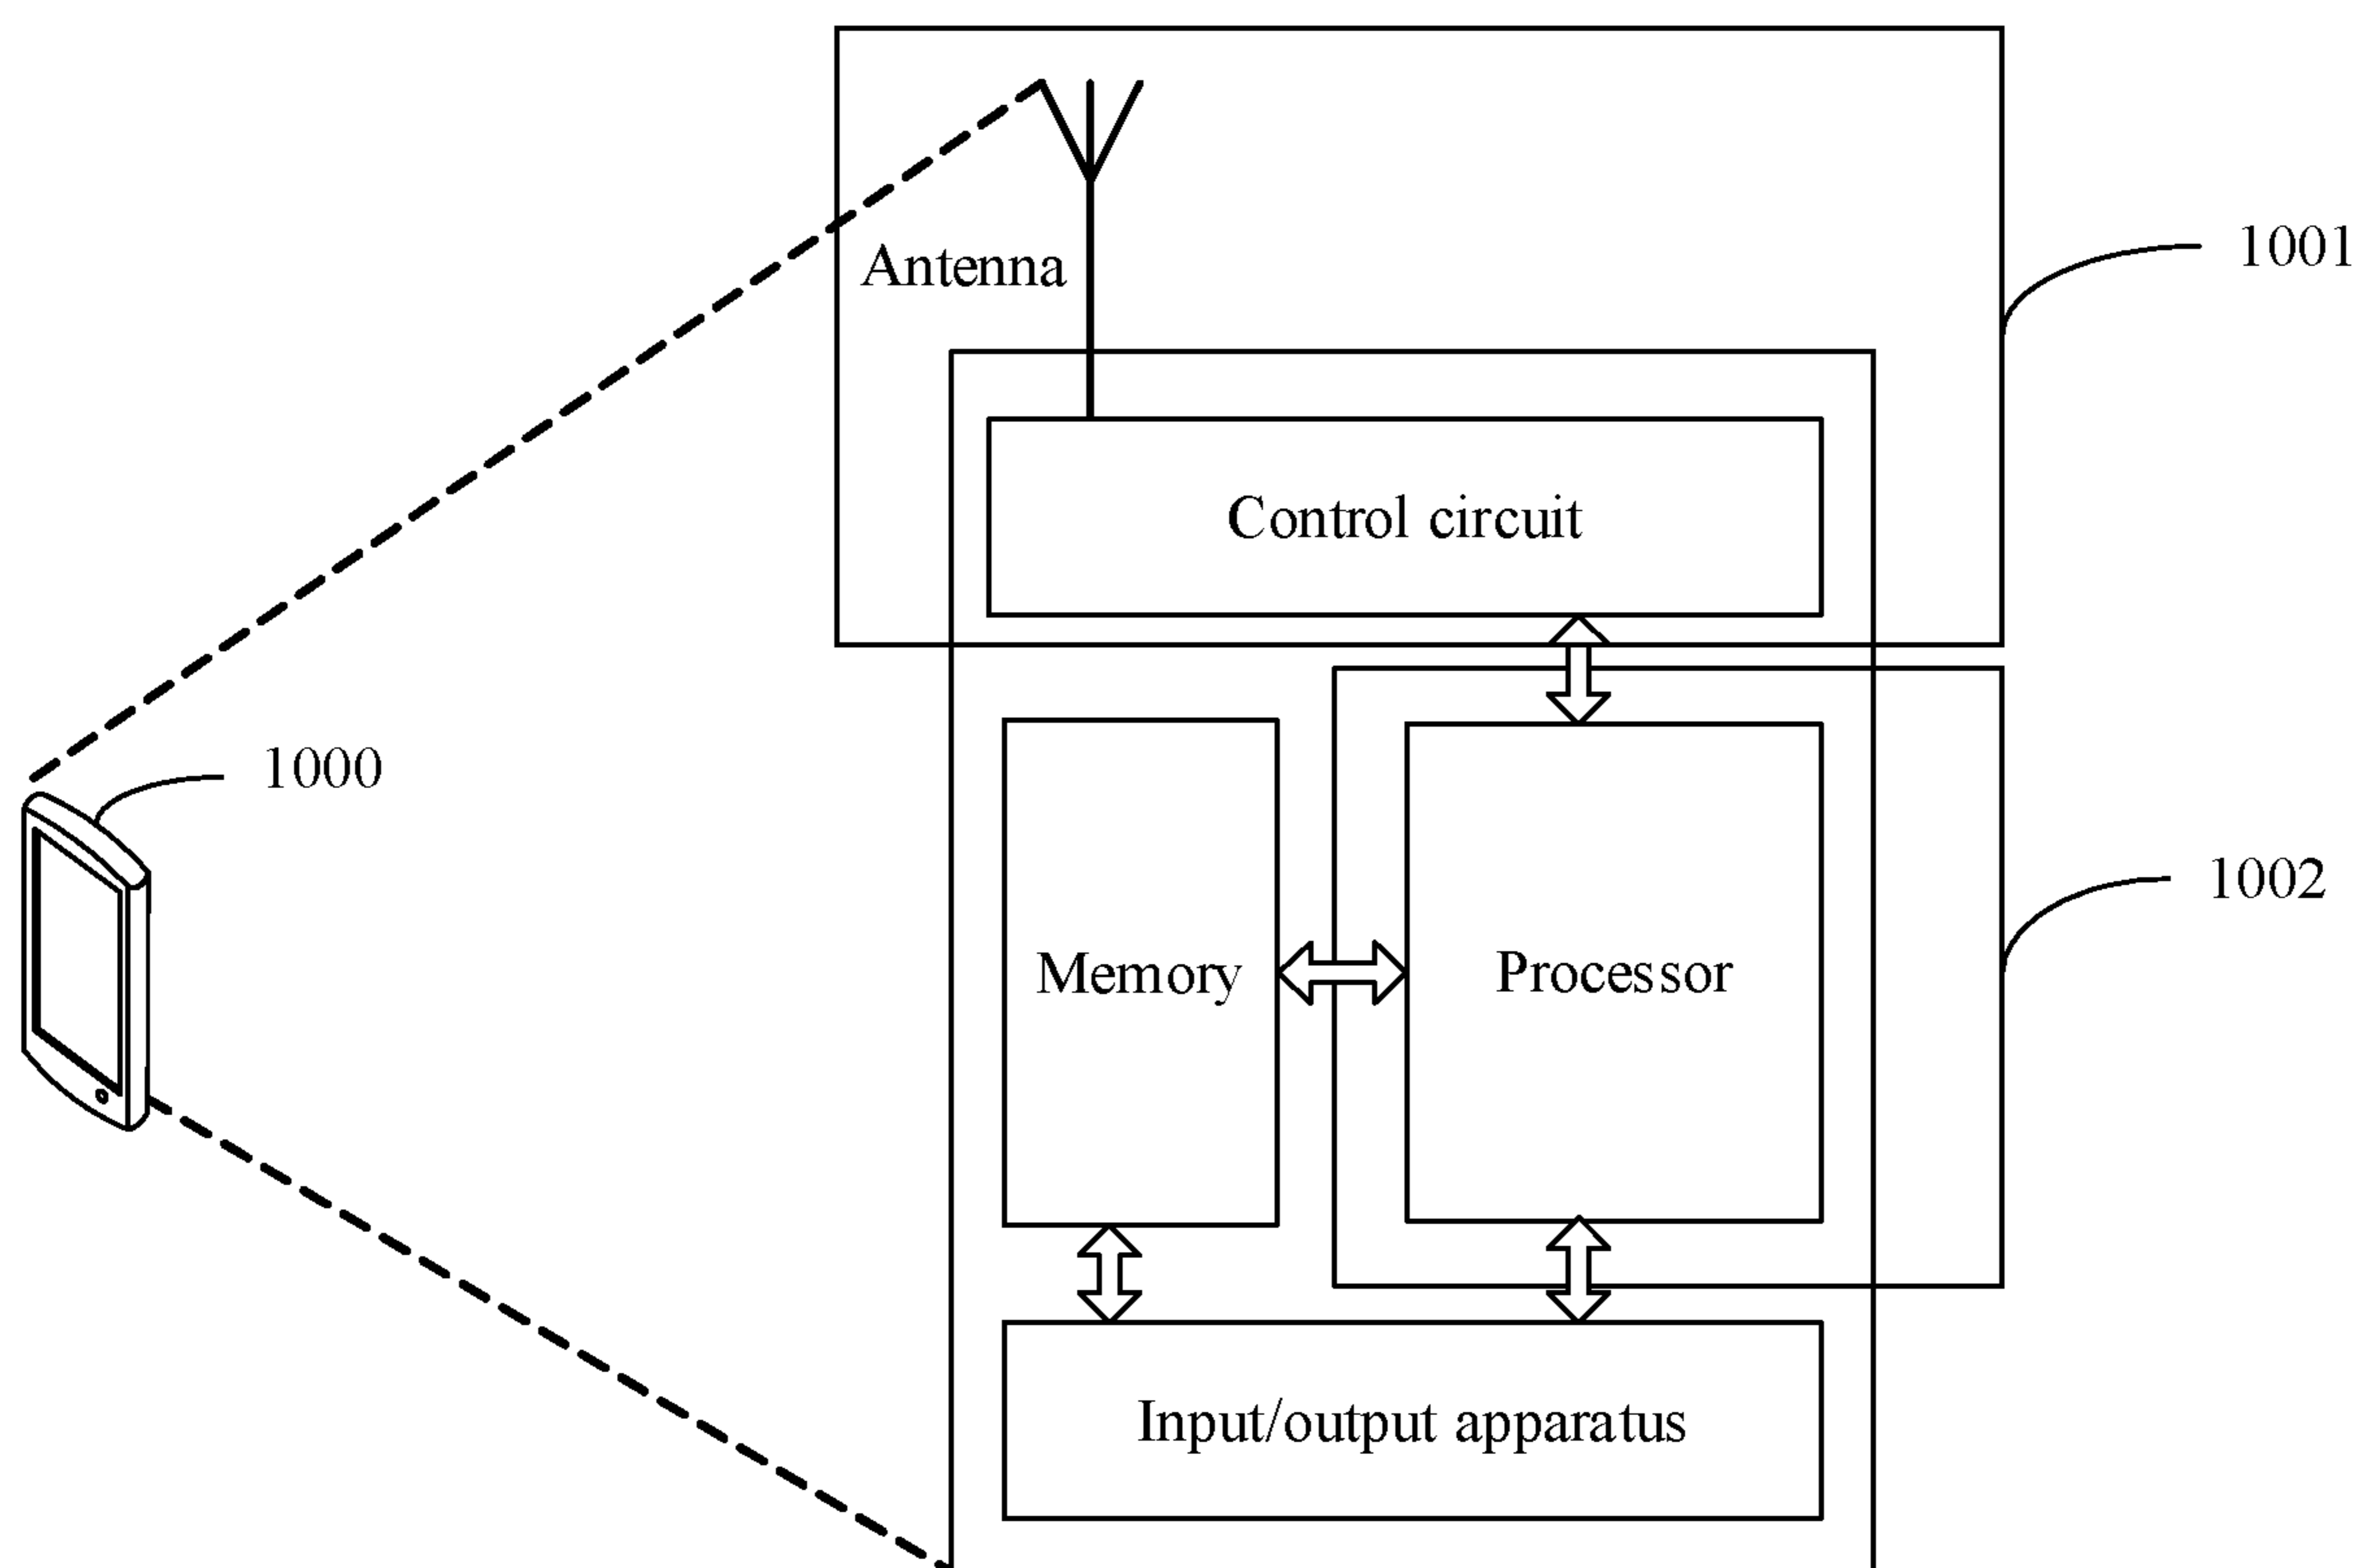 1001
Antenna
Control circuit
1000
1002
Memory
Processor
Input/output apparatus